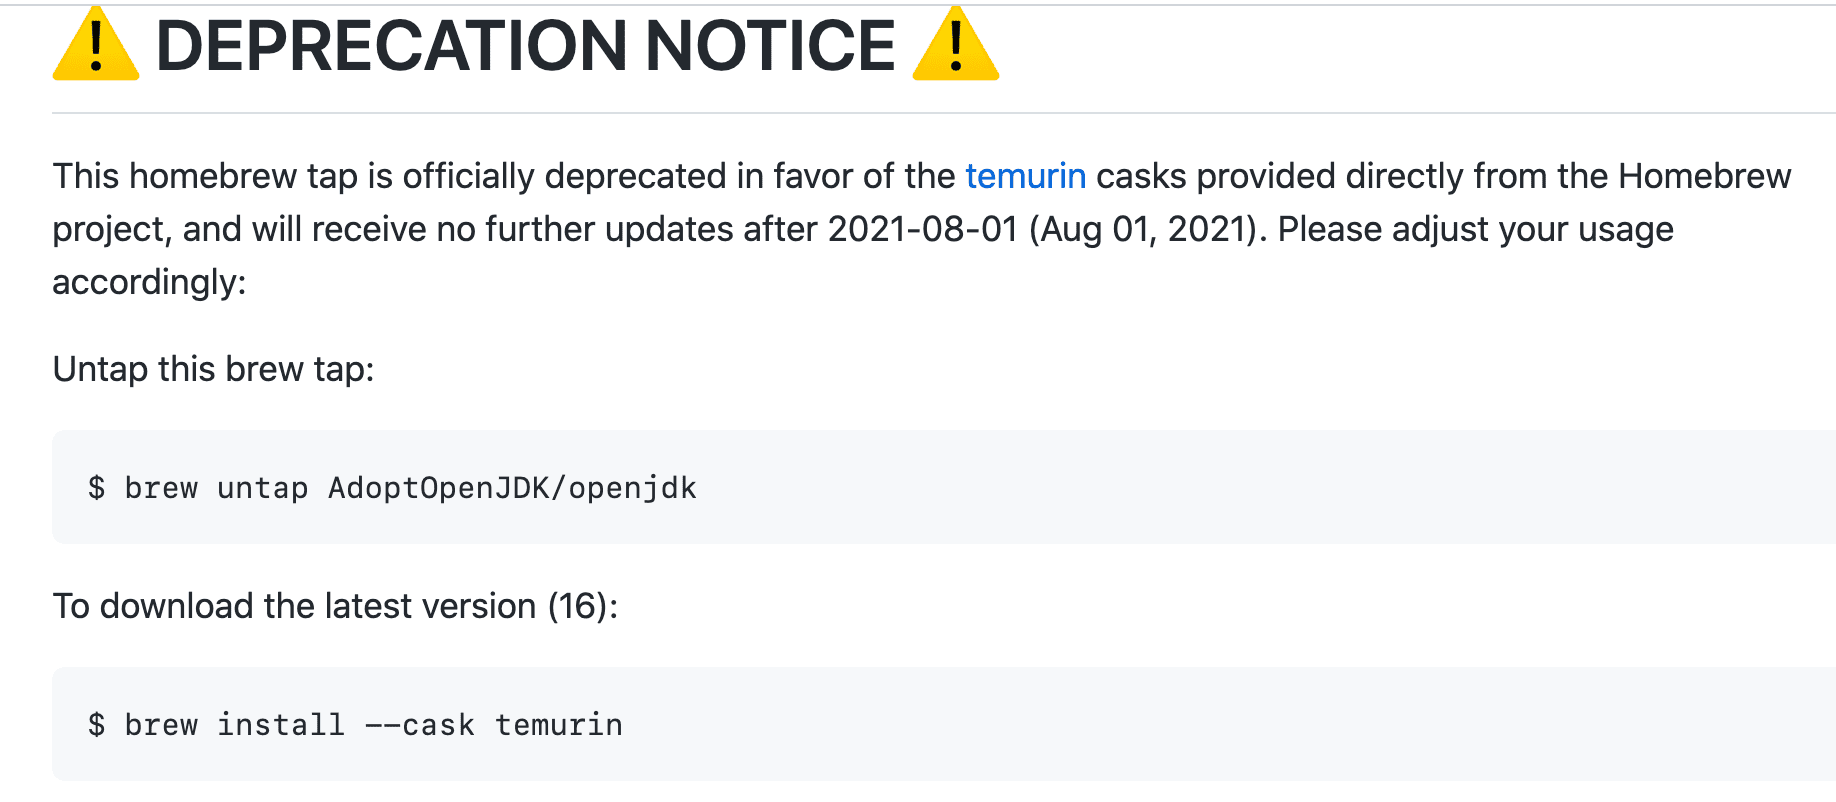 ⚠️ DEPRECATION NOTICE ⚠️
This homebrew tap is officially deprecated in favor of the temurin casks provided directly from the Homebrew
project, and will receive no further updates after 2021-08-01 (Aug 01, 2021). Please adjust your usage
accordingly:
Untap this brew tap:
$ brew untap AdoptOpenJDK/openjdk
To download the latest version (16):
$ brew install --cask temurin